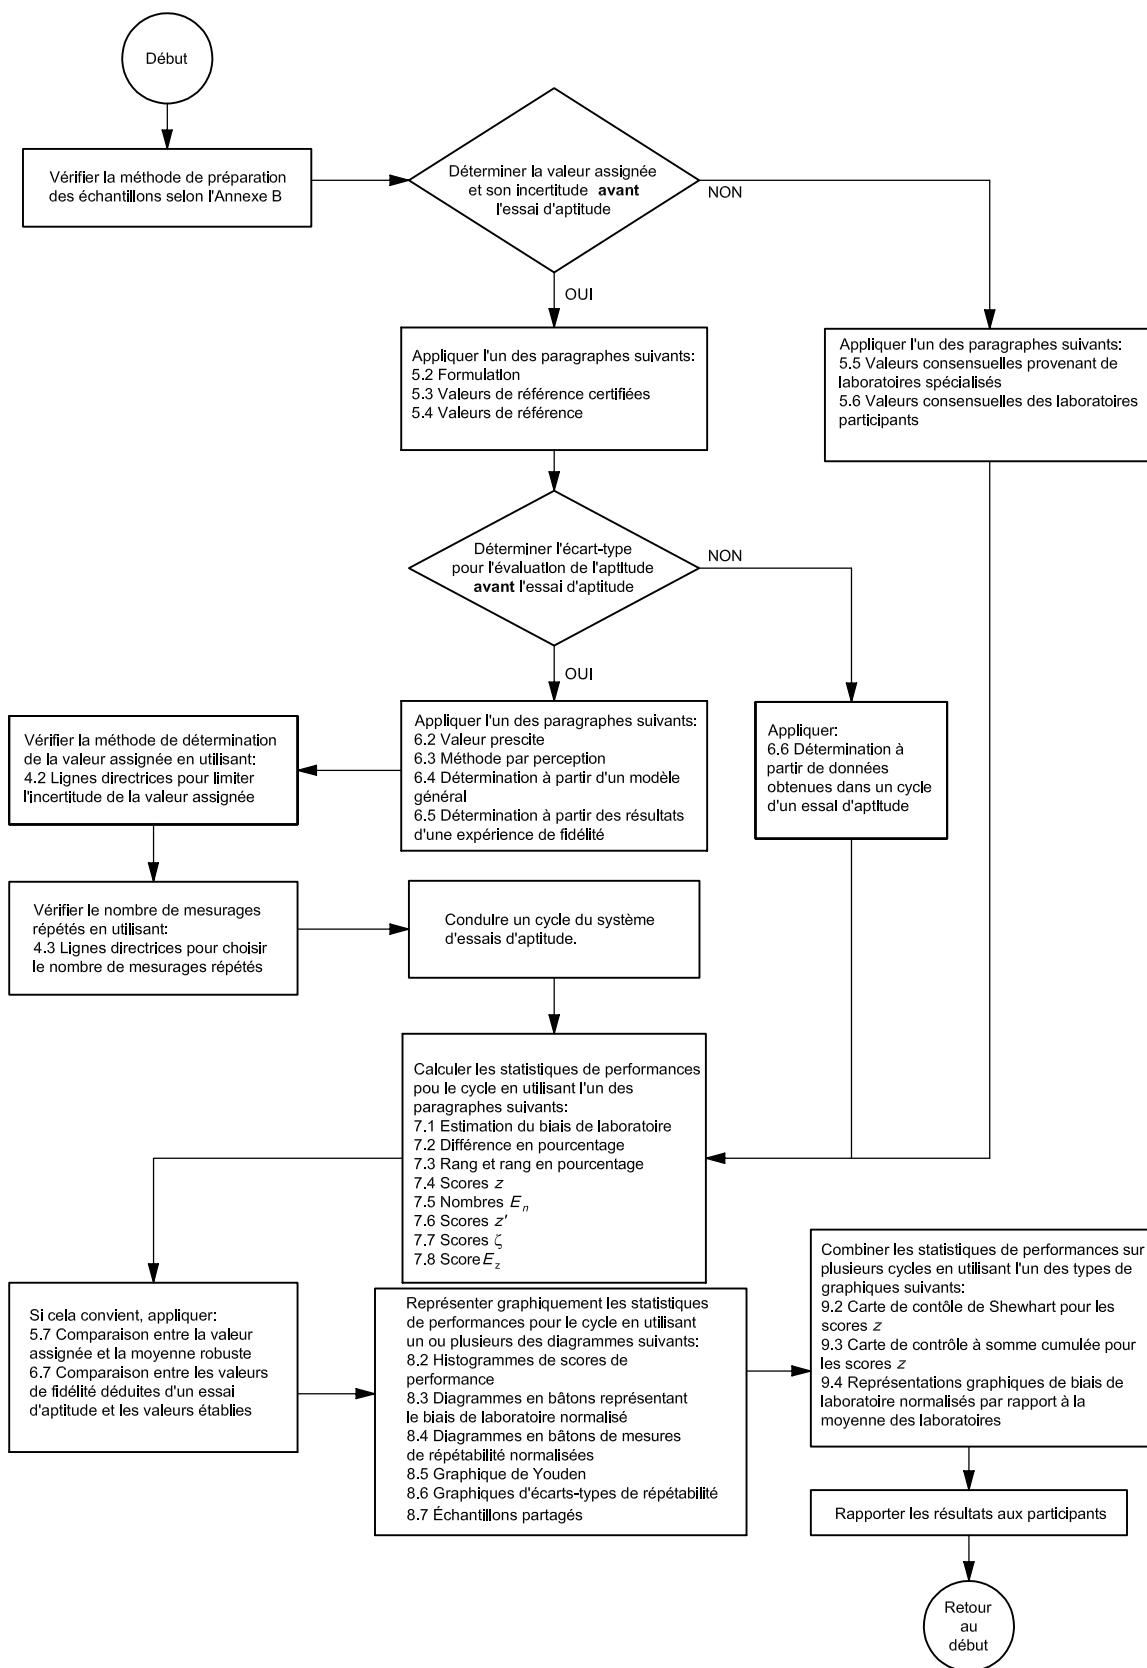 Début
Vérifier la méthode de préparation
des échantillons selon l'Annexe B
Déterminer la valeur assignée
et son incertitude avant
l'essai d'aptitude
NON
OUI
Appliquer l'un des paragraphes suivants:
5.2 Formulation
5.3 Valeurs de référence certifiées
5.4 Valeurs de référence
Appliquer l'un des paragraphes suivants:
5.5 Valeurs consensuelles provenant de
laboratoires spécialisés
5.6 Valeurs consensuelles des laboratoires
participants
Déterminer l'écart-type
pour l'évaluation de l'aptitude
avant l'essai d'aptitude
NON
OUI
Appliquer l'un des paragraphes suivants:
6.2 Valeur prescite
6.3 Méthode par perception
6.4 Détermination à partir d'un modèle
général
6.5 Détermination à partir des résultats
d'une expérience de fidélité
Appliquer:
6.6 Détermination à
partir de données
obtenues dans un cycle
d'un essai d'aptitude
Vérifier la méthode de détermination
de la valeur assignée en utilisant:
4.2 Lignes directrices pour limiter
l'incertitude de la valeur assignée
Vérifier le nombre de mesurages
répétés en utilisant:
4.3 Lignes directrices pour choisir
le nombre de mesurages répétés
Conduire un cycle du système
d'essais d'aptitude.
Calculer les statistiques de performances
pou le cycle en utilisant l'un des
paragraphes suivants:
7.1 Estimation du biais de laboratoire
7.2 Différence en pourcentage
7.3 Rang et rang en pourcentage
7.4 Scores z
7.5 Nombres E_n
7.6 Scores z'
7.7 Scores ζ
7.8 Score E_z
Si cela convient, appliquer:
5.7 Comparaison entre la valeur
assignée et la moyenne robuste
6.7 Comparaison entre les valeurs
de fidélité déduites d'un essai
d'aptitude et les valeurs établies
Représenter graphiquement les statistiques
de performances pour le cycle en utilisant
un ou plusieurs des diagrammes suivants:
8.2 Histogrammes de scores de
performance
8.3 Diagrammes en bâtons représentant
le biais de laboratoire normalisé
8.4 Diagrammes en bâtons de mesures
de répétabilité normalisées
8.5 Graphique de Youden
8.6 Graphiques d'écarts-types de répétabilité
8.7 Échantillons partagés
Combiner les statistiques de performances sur
plusieurs cycles en utilisant l'un des types de
graphiques suivants:
9.2 Carte de contôle de Shewhart pour les
scores z
9.3 Carte de contrôle à somme cumulée pour
les scores z
9.4 Représentations graphiques de biais de
laboratoire normalisés par rapport à la
moyenne des laboratoires
Rapporter les résultats aux participants
Retour
au
début